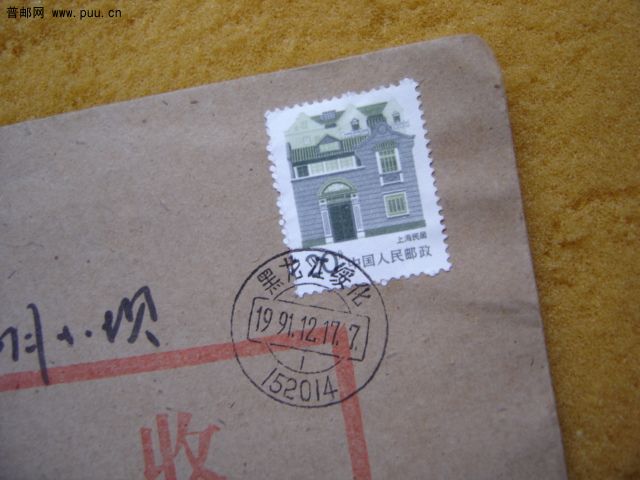 普邮网 www.puu.cn
上海民居
中国人民邮政
黑龙江绥化
1991.12.17.7
1
152014
收